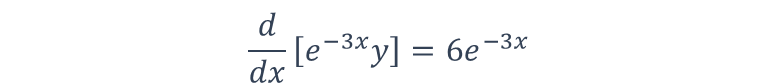 d/dx [e^{-3x}y] = 6e^{-3x}